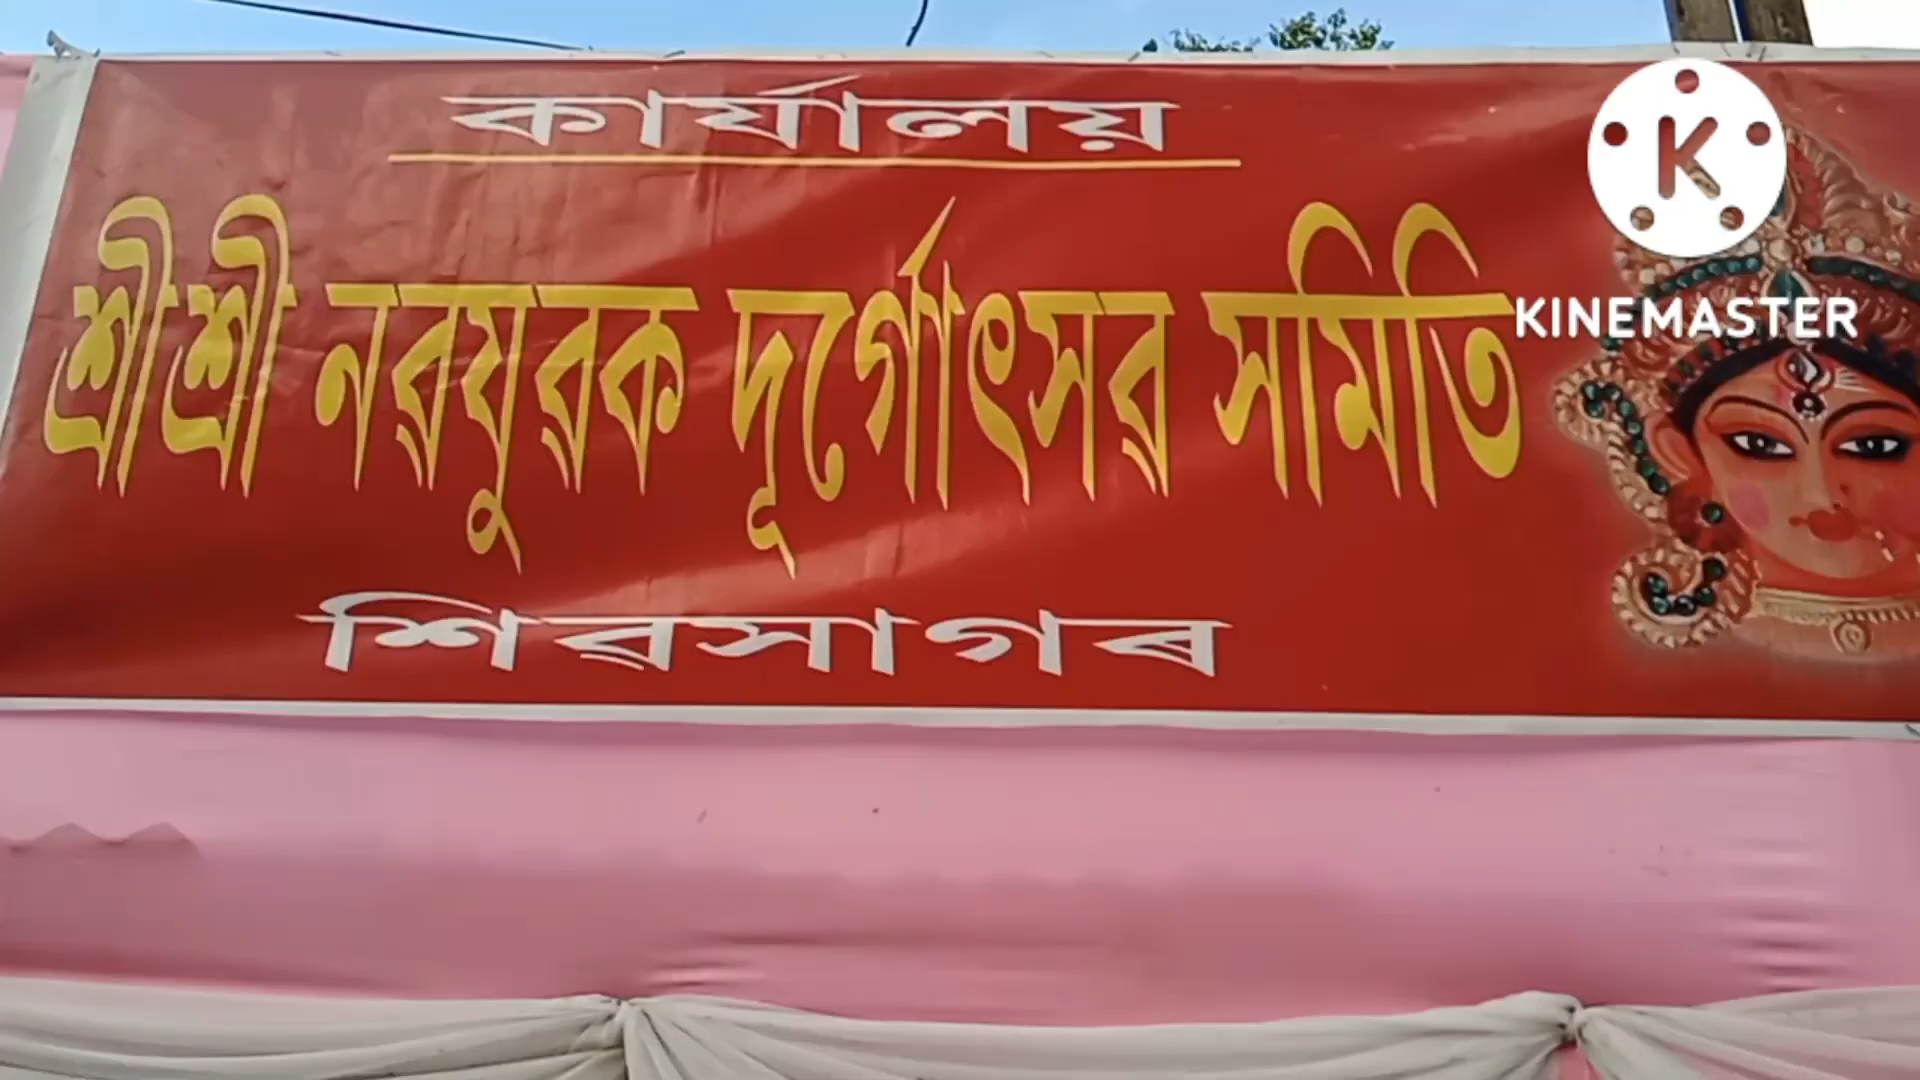 কাৰ্যালয়
শ্ৰীশ্ৰী নৱযুৱক দূৰ্গোৎসৱ সমিতি
শিৱসাগৰ
K
KINEMASTER